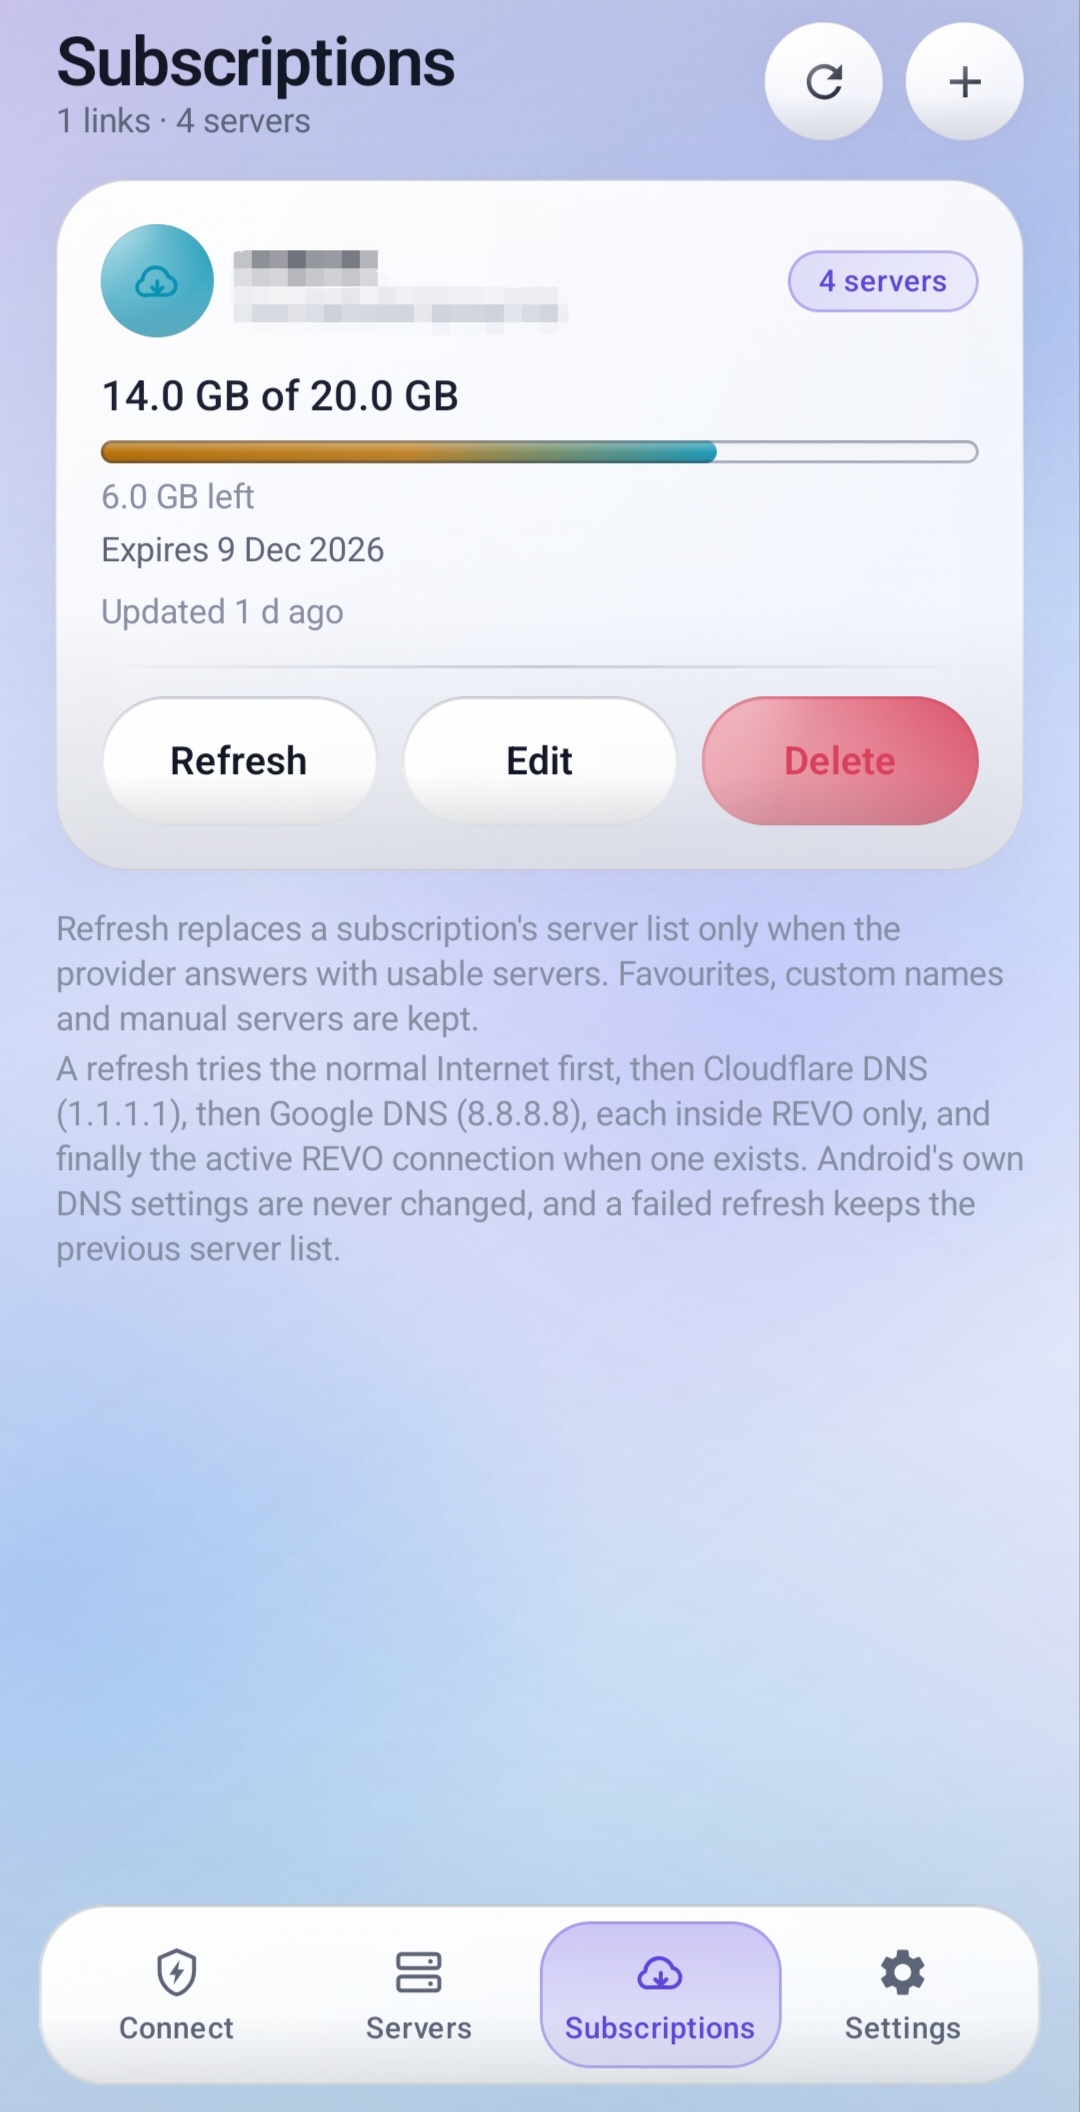 Subscriptions
1 links · 4 servers
4 servers
14.0 GB of 20.0 GB
6.0 GB left
Expires 9 Dec 2026
Updated 1 d ago
Refresh
Edit
Delete
Refresh replaces a subscription's server list only when the
provider answers with usable servers. Favourites, custom names
and manual servers are kept.
A refresh tries the normal Internet first, then Cloudflare DNS
(1.1.1.1), then Google DNS (8.8.8.8), each inside REVO only, and
finally the active REVO connection when one exists. Android's own
DNS settings are never changed, and a failed refresh keeps the
previous server list.
Connect
Servers
Subscriptions
Settings